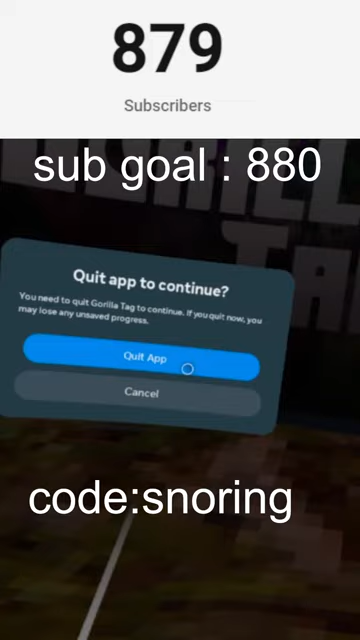 879
Subscribers
sub goal : 880
Quit app to continue?
You need to quit Gorilla Tag to continue. If you quit now, you
may lose any unsaved progress.
Quit App
Cancel
code:snoring